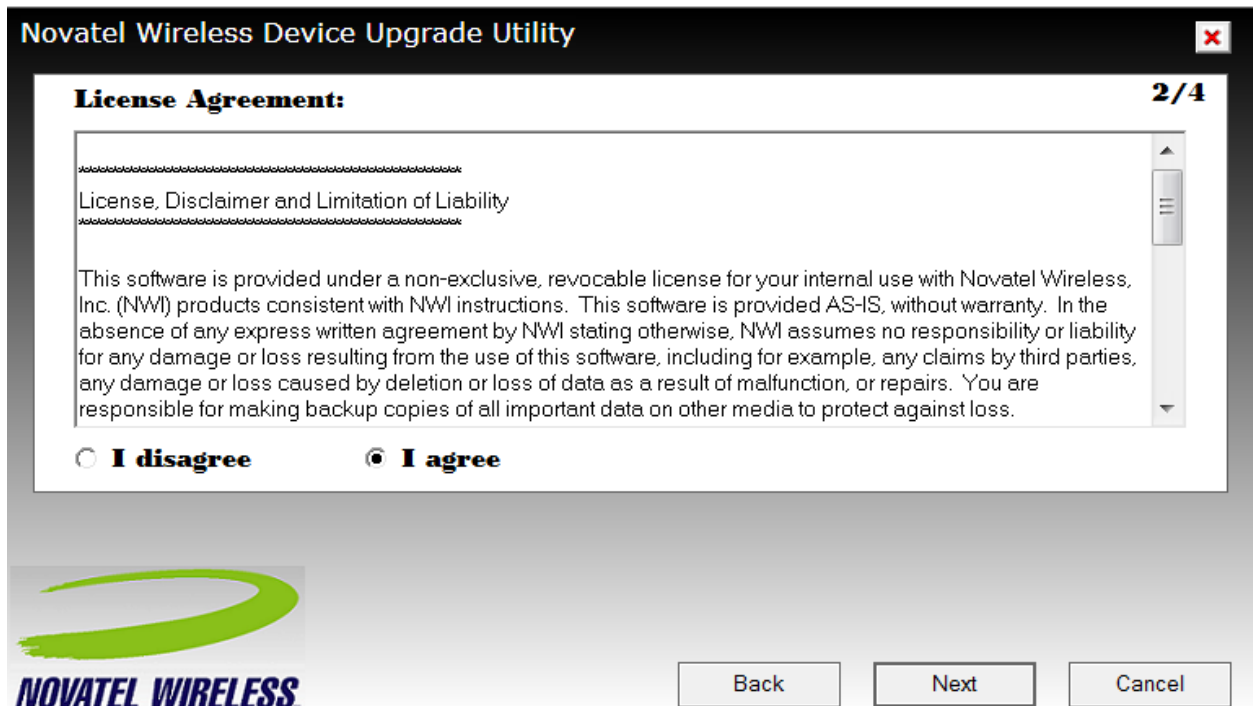 Novatel Wireless Device Upgrade Utility
License Agreement:
2/4
**********************************************************
License, Disclaimer and Limitation of Liability
**********************************************************
This software is provided under a non-exclusive, revocable license for your internal use with Novatel Wireless,
Inc. (NWI) products consistent with NWI instructions. This software is provided AS-IS, without warranty. In the
absence of any express written agreement by NWI stating otherwise, NWI assumes no responsibility or liability
for any damage or loss resulting from the use of this software, including for example, any claims by third parties,
any damage or loss caused by deletion or loss of data as a result of malfunction, or repairs. You are
responsible for making backup copies of all important data on other media to protect against loss.
I disagree
I agree
NOVATEL WIRELESS
Back
Next
Cancel